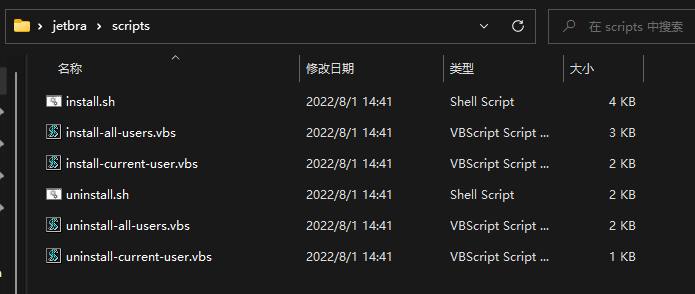 jetbra > scripts 在 scripts 中搜索
名称 修改日期 类型 大小
install.sh 2022/8/1 14:41 Shell Script 4 KB
install-all-users.vbs 2022/8/1 14:41 VBScript Script ... 3 KB
install-current-user.vbs 2022/8/1 14:41 VBScript Script ... 2 KB
uninstall.sh 2022/8/1 14:41 Shell Script 2 KB
uninstall-all-users.vbs 2022/8/1 14:41 VBScript Script ... 2 KB
uninstall-current-user.vbs 2022/8/1 14:41 VBScript Script ... 1 KB